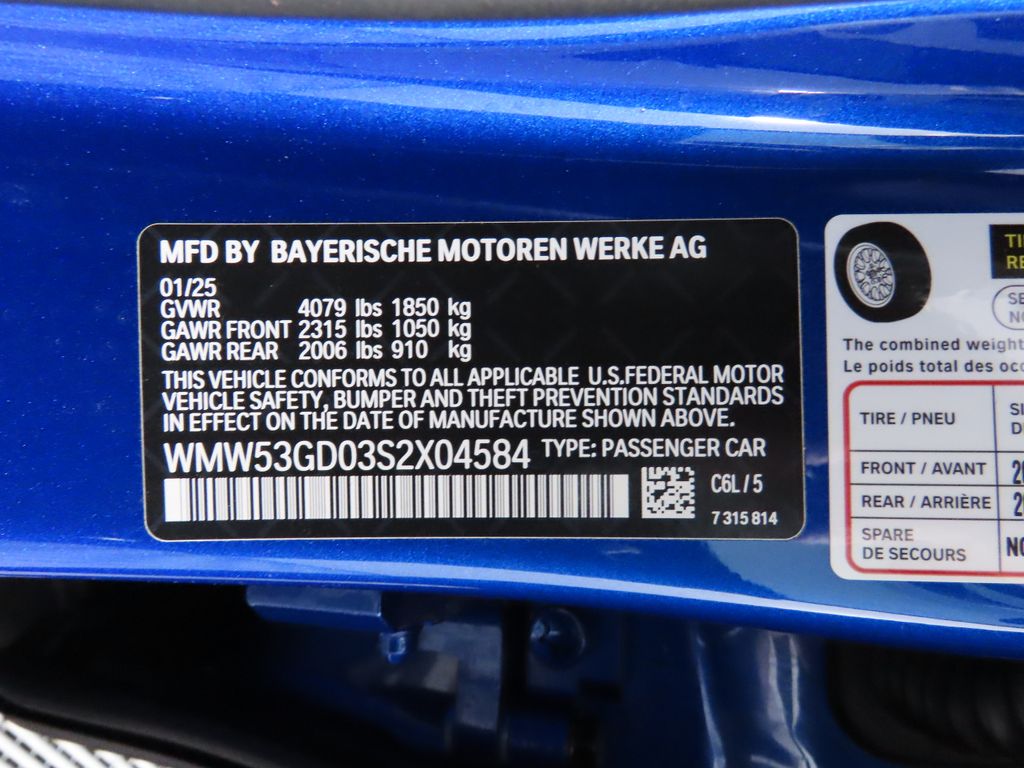 MFD BY BAYERISCHE MOTOREN WERKE AG
01/25
GVWR 4079 lbs 1850 kg
GAWR FRONT 2315 lbs 1050 kg
GAWR REAR 2006 lbs 910 kg
THIS VEHICLE CONFORMS TO ALL APPLICABLE U.S.FEDERAL MOTOR
VEHICLE SAFETY, BUMPER AND THEFT PREVENTION STANDARDS
IN EFFECT ON THE DATE OF MANUFACTURE SHOWN ABOVE.
WMW53GD03S2X04584 TYPE: PASSENGER CAR
C6L / 5
7 315 814
The combined weight
Le poids total des
TIRE / PNEU
FRONT / AVANT
REAR / ARRIÈRE
SPARE
DE SECOURS